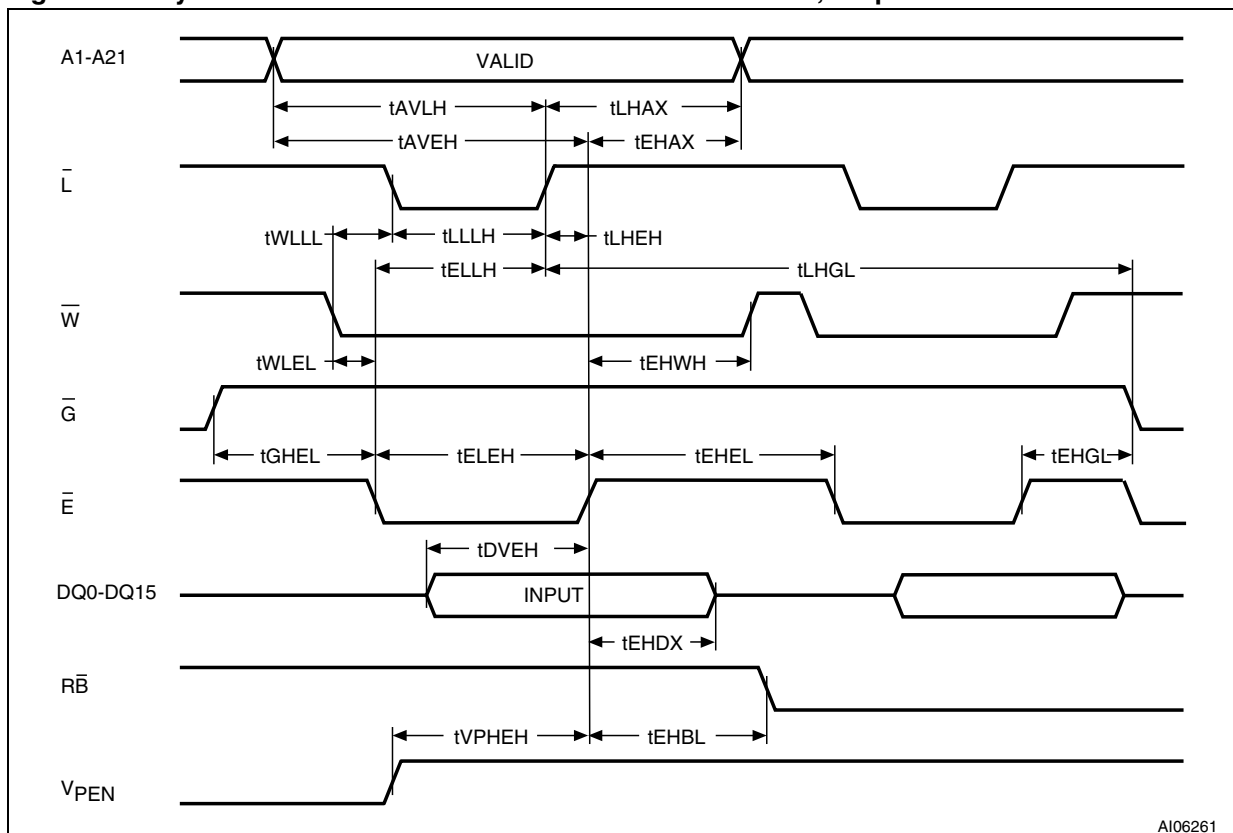 A1-A21
VALID
tAVLH
tLHAX
tAVEH
tEHAX
L̅
tWLLL
tLLLH
tLHEH
tELLH
tLHGL
W̅
tWLEL
tEHWH
G̅
tGHEL
tELEH
tEHEL
tEHGL
E̅
tDVEH
DQ0-DQ15
INPUT
tEHDX
RB̅
tVPHEH
tEHBL
VPEN
AI06261